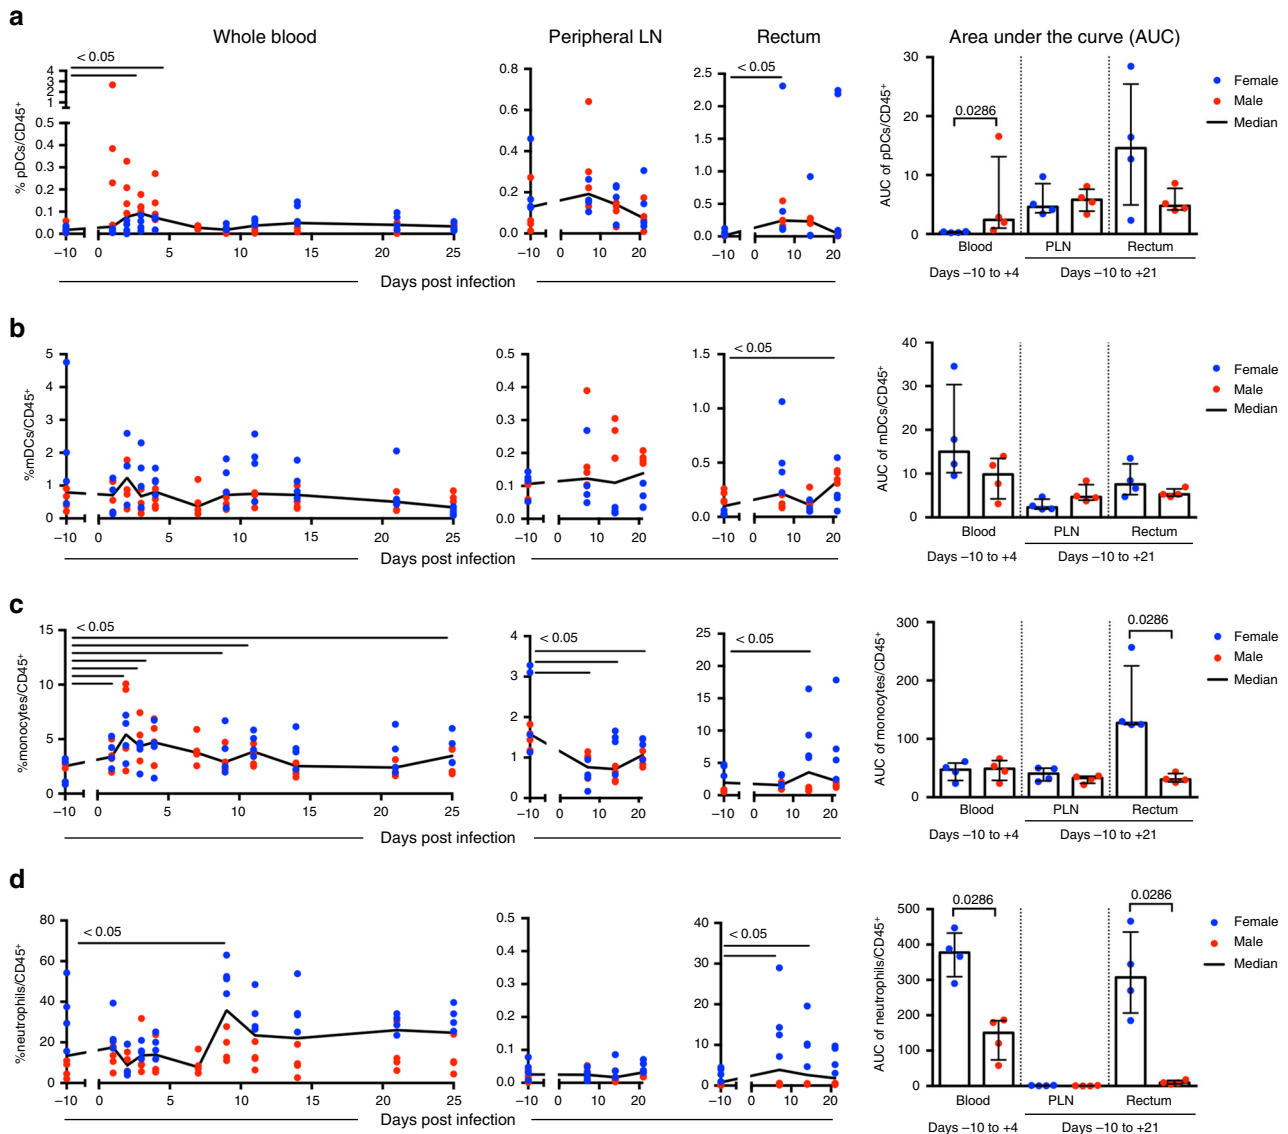 a
Whole blood
Peripheral LN
Rectum
Area under the curve (AUC)
% pDCs/CD45+
4
3
2
1
0.5
0.4
0.3
0.2
0.1
0.0
< 0.05
–10 0 5 10 15 20 25
0.8
0.6
0.4
0.2
0.0
–10 0 10 20
2.5
2.0
1.5
1.0
0.5
0.0
< 0.05
–10 0 10 20
Days post infection
AUC of pDCs/CD45+
30
20
10
0
0.0286
Blood PLN Rectum
Days –10 to +4 Days –10 to +21
Female
Male
Median
b
%mDCs/CD45+
5
4
3
2
1
0
–10 0 5 10 15 20 25
0.5
0.4
0.3
0.2
0.1
0.0
–10 0 10 20
1.5
1.0
0.5
0.0
< 0.05
–10 0 10 20
Days post infection
AUC of mDCs/CD45+
40
30
20
10
0
Blood PLN Rectum
Days –10 to +4 Days –10 to +21
Female
Male
Median
c
%monocytes/CD45+
15
10
5
0
< 0.05
–10 0 5 10 15 20 25
4
3
2
1
0
< 0.05
–10 0 10 20
25
20
15
10
5
0
< 0.05
–10 0 10 20
Days post infection
AUC of monocytes/CD45+
300
200
100
0
0.0286
Blood PLN Rectum
Days –10 to +4 Days –10 to +21
Female
Male
Median
d
%neutrophils/CD45+
80
60
40
20
0
< 0.05
–10 0 5 10 15 20 25
0.5
0.4
0.3
0.2
0.1
0.0
–10 0 10 20
40
30
20
10
0
< 0.05
–10 0 10 20
Days post infection
AUC of neutrophils/CD45+
500
400
300
200
100
0
0.0286
0.0286
Blood PLN Rectum
Days –10 to +4 Days –10 to +21
Female
Male
Median